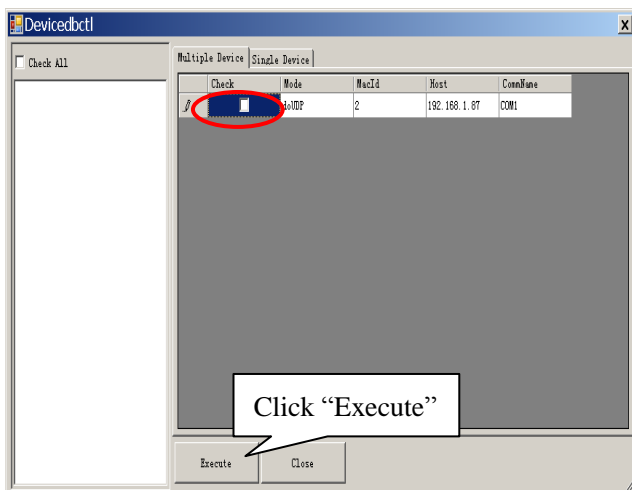 Devicedbctl
Check All
Multiple Device Single Device
Check Mode MacId Host CommName
doUDP 2 192.168.1.87 COM1
Click “Execute”
Execute Close